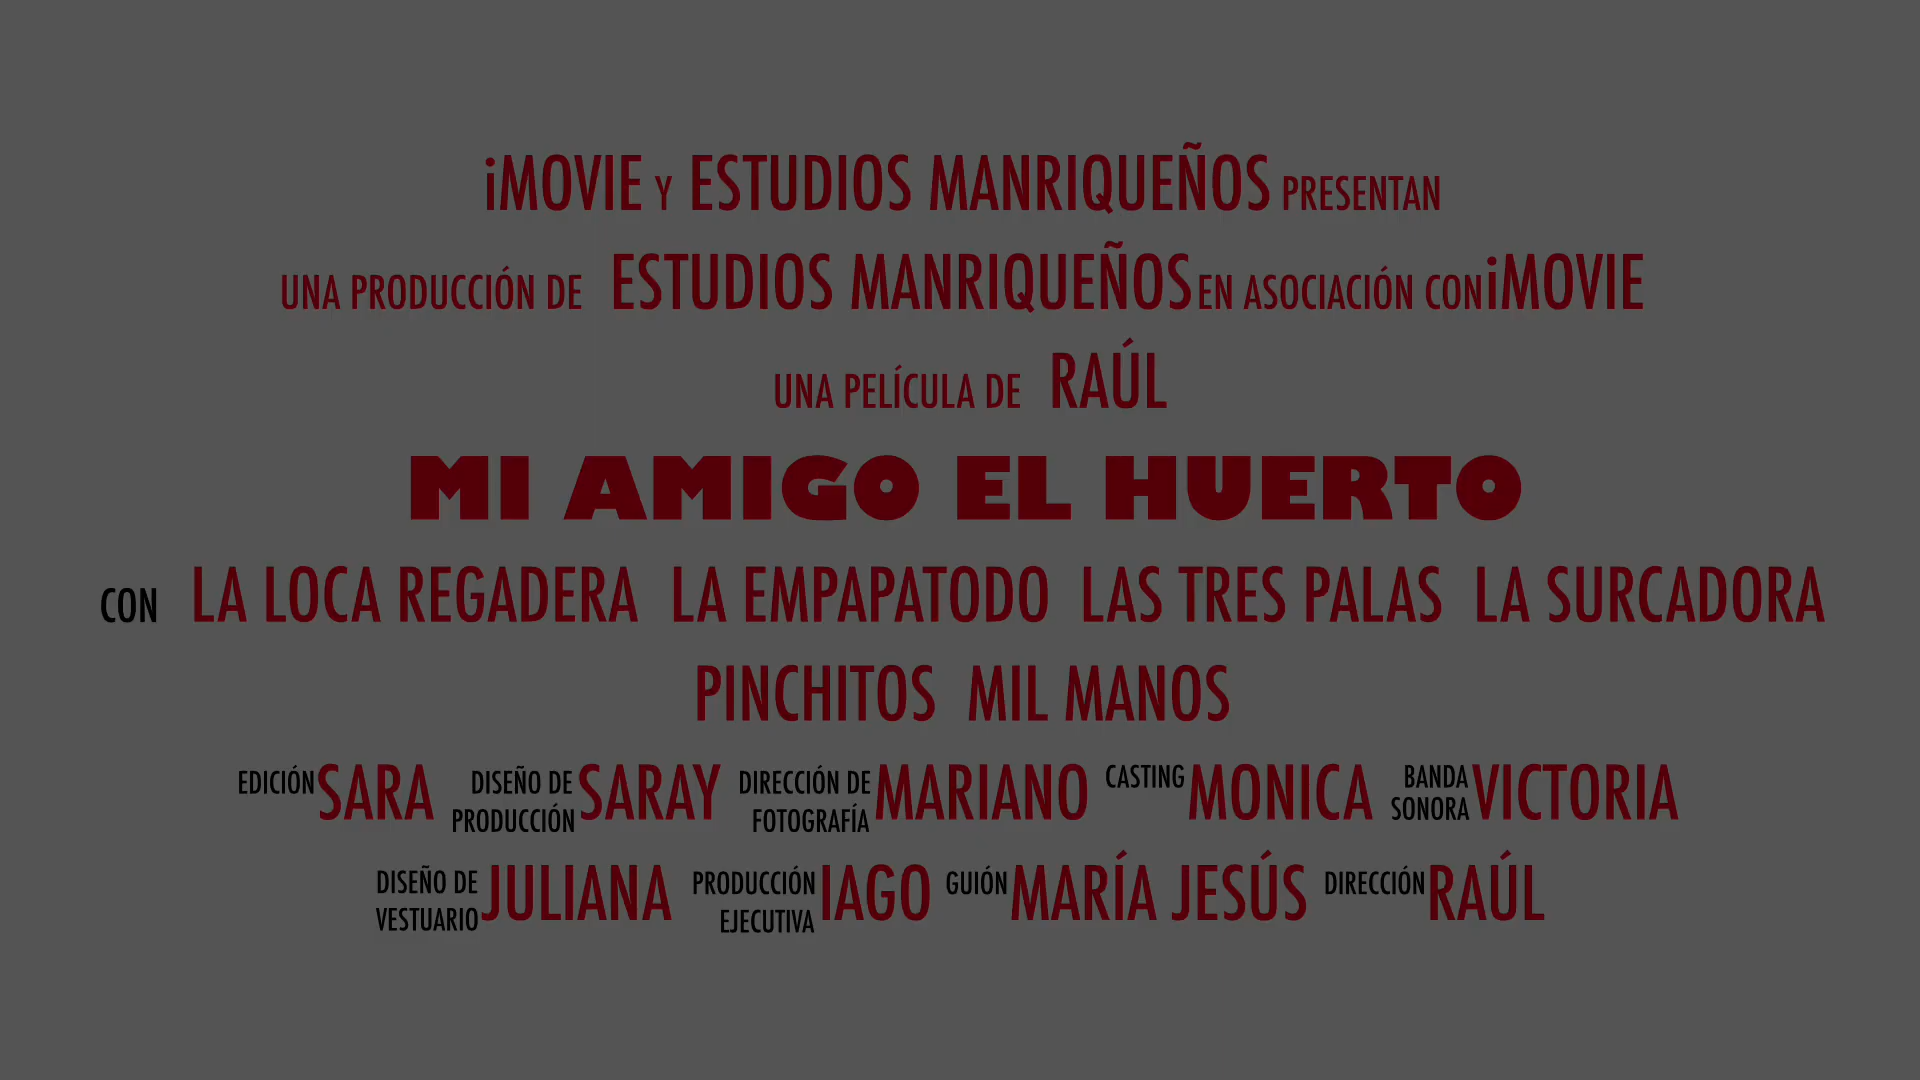 iMOVIE Y ESTUDIOS MANRIQUEÑOS PRESENTAN
UNA PRODUCCIÓN DE ESTUDIOS MANRIQUEÑOS EN ASOCIACIÓN CON iMOVIE
UNA PELÍCULA DE RAÚL
MI AMIGO EL HUERTO
CON LA LOCA REGADERA LA EMPAPATODO LAS TRES PALAS LA SURCADORA
PINCHITOS MIL MANOS
EDICIÓN SARA DISEÑO DE PRODUCCIÓN SARAY DIRECCIÓN DE FOTOGRAFÍA MARIANO CASTING MONICA BANDA SONORA VICTORIA
DISEÑO DE VESTUARIO JULIANA PRODUCCIÓN EJECUTIVA IAGO GUIÓN MARÍA JESÚS DIRECCIÓN RAÚL